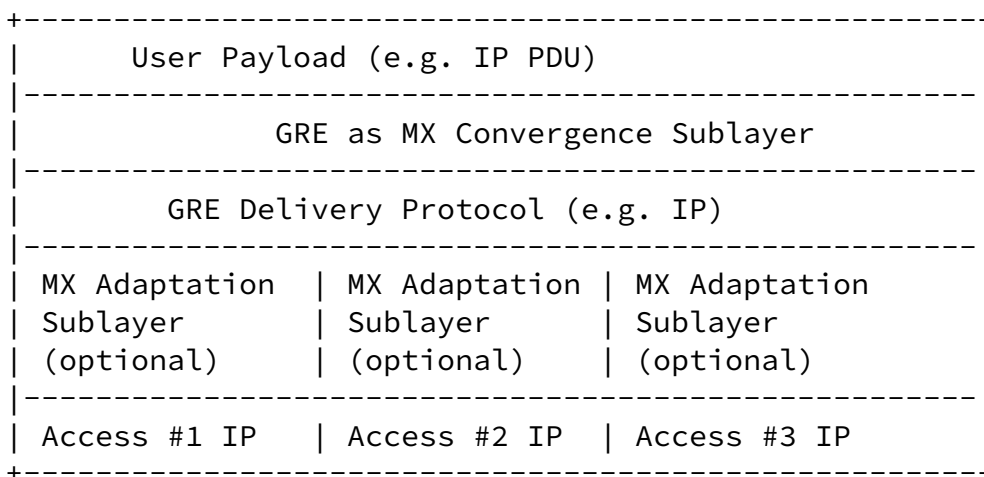 User Payload (e.g. IP PDU)
GRE as MX Convergence Sublayer
GRE Delivery Protocol (e.g. IP)
MX Adaptation | MX Adaptation | MX Adaptation
Sublayer | Sublayer | Sublayer
(optional) | (optional) | (optional)
Access #1 IP | Access #2 IP | Access #3 IP